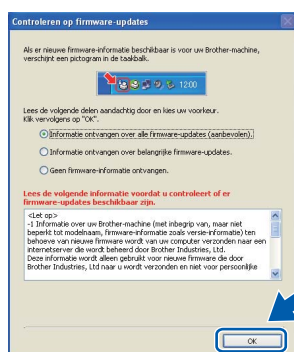 Controleren op firmware-updates
Als er nieuwe firmware-informatie beschikbaar is voor uw Brother-machine,
verschijnt een pictogram in de taakbalk.
12:00
Lees de volgende delen aandachtig door en kies uw voorkeur.
Klik vervolgens op "OK".
Informatie ontvangen over alle firmware-updates (aanbevolen).
Informatie ontvangen over belangrijke firmware-updates.
Geen firmware-informatie ontvangen.
Lees de volgende informatie voordat u controleert of er
firmware-updates beschikbaar zijn.
<Let op>
-1 Informatie over uw Brother-machine (met inbegrip van, maar niet
beperkt tot modelnaam, firmware-informatie zoals versie-informatie) ten
behoeve van nieuwe firmware wordt van uw computer verzonden naar een
internetserver die wordt beheerd door Brother Industries, Ltd.
Deze informatie wordt alleen gebruikt voor nieuwe firmware die door
Brother Industries, Ltd naar u wordt verzonden en niet voor persoonlijke
OK